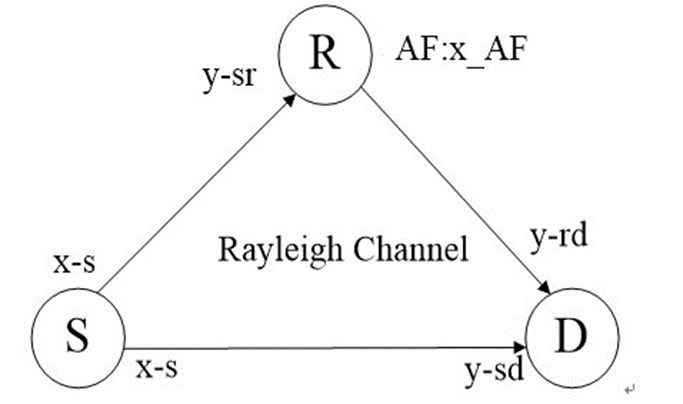 R
AF:x_AF
y-sr
Rayleigh Channel
y-rd
x-s
S
D
x-s
y-sd